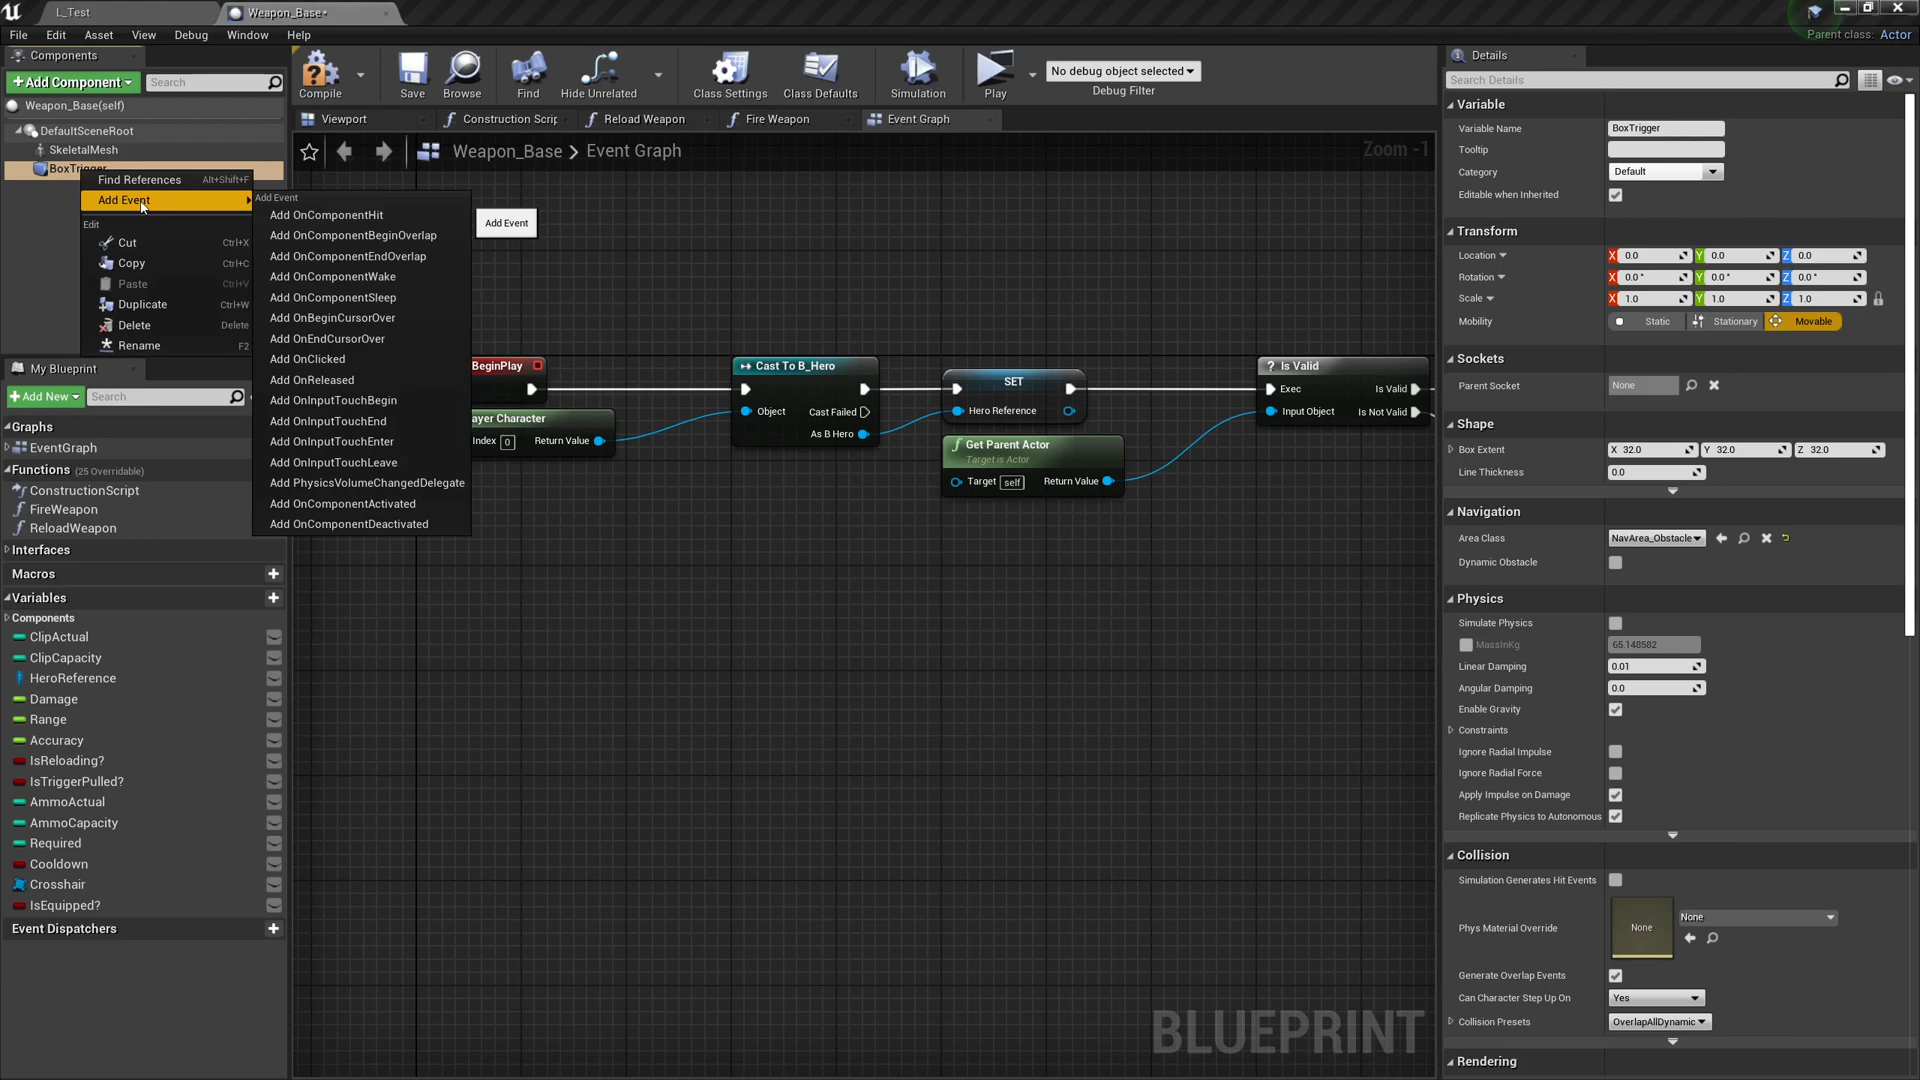 L_Test
Weapon_Base*
File Edit Asset View Debug Window Help
Parent class: Actor
Components
+Add Component
Search
Weapon_Base(self)
DefaultSceneRoot
SkeletalMesh
BoxTrigger
Find References Alt+Shift+F
Add Event
Edit
Cut Ctrl+X
Copy Ctrl+C
Paste Ctrl+V
Duplicate Ctrl+W
Delete Delete
Rename F2
Add Event
Add OnComponentHit
Add OnComponentBeginOverlap
Add OnComponentEndOverlap
Add OnComponentWake
Add OnComponentSleep
Add OnBeginCursorOver
Add OnEndCursorOver
Add OnClicked
Add OnReleased
Add OnInputTouchBegin
Add OnInputTouchEnd
Add OnInputTouchEnter
Add OnInputTouchLeave
Add PhysicsVolumeChangedDelegate
Add OnComponentActivated
Add OnComponentDeactivated
Add Event
My Blueprint
+Add New
Search
Graphs
EventGraph
Functions (25 Overridable)
ConstructionScript
FireWeapon
ReloadWeapon
Interfaces
Macros
Variables
Components
ClipActual
ClipCapacity
HeroReference
Damage
Range
Accuracy
IsReloading?
IsTriggerPulled?
AmmoActual
AmmoCapacity
Required
Cooldown
Crosshair
IsEquipped?
Event Dispatchers
Compile
Save
Browse
Find
Hide Unrelated
Class Settings
Class Defaults
Simulation
Play
No debug object selected
Debug Filter
Viewport
Construction Scrip
Reload Weapon
Fire Weapon
Event Graph
Weapon_Base > Event Graph
Zoom -1
BeginPlay
ayer Character
Index 0 Return Value
Cast To B_Hero
Object Cast Failed
As B Hero
SET
Hero Reference
Get Parent Actor
Target is Actor
Target self Return Value
? Is Valid
Exec Is Valid
Input Object Is Not Valid
BLUEPRINT
Details
Search Details
Variable
Variable Name BoxTrigger
Tooltip
Category Default
Editable when Inherited
Transform
Location X 0.0 Y 0.0 Z 0.0
Rotation X 0.0 ° Y 0.0 ° Z 0.0 °
Scale X 1.0 Y 1.0 Z 1.0
Mobility Static Stationary Movable
Sockets
Parent Socket None
Shape
Box Extent X 32.0 Y 32.0 Z 32.0
Line Thickness 0.0
Navigation
Area Class NavArea_Obstacle
Dynamic Obstacle
Physics
Simulate Physics
MassInKg 65.148582
Linear Damping 0.01
Angular Damping 0.0
Enable Gravity
Constraints
Ignore Radial Impulse
Ignore Radial Force
Apply Impulse on Damage
Replicate Physics to Autonomous
Collision
Simulation Generates Hit Events
None
None
Phys Material Override
Generate Overlap Events
Can Character Step Up On Yes
Collision Presets OverlapAllDynamic
Rendering